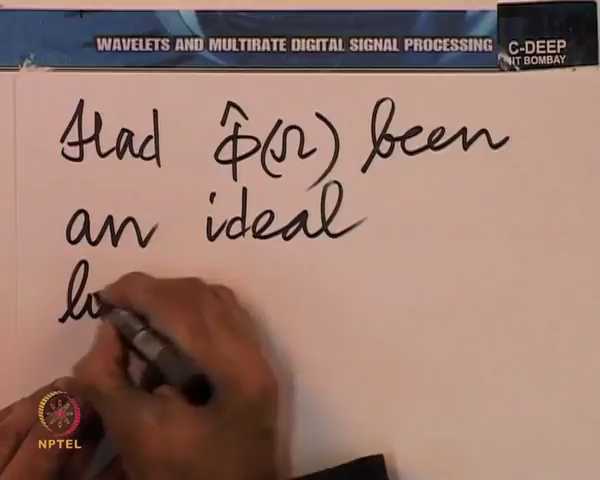 WAVELETS AND MULTIRATE DIGITAL SIGNAL PROCESSING
C-DEEP
IIT BOMBAY
Had Φ̂(Ω) been
an ideal
NPTEL